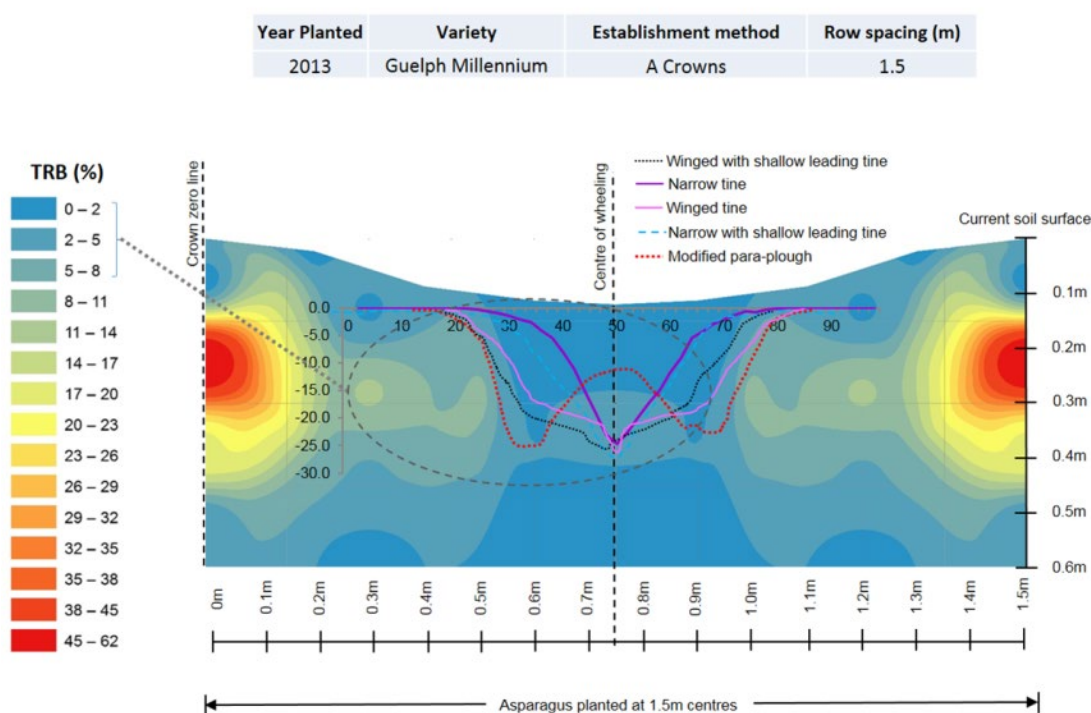 Year Planted Variety Establishment method Row spacing (m)
2013 Guelph Millennium A Crowns 1.5
TRB (%)
0 – 2
2 – 5
5 – 8
8 – 11
11 – 14
14 – 17
17 – 20
20 – 23
23 – 26
26 – 29
29 – 32
32 – 35
35 – 38
38 – 45
45 – 62
Crown zero line
Centre of wheeling
Winged with shallow leading tine
Narrow tine
Winged tine
Narrow with shallow leading tine
Modified para-plough
Current soil surface
0.1m
0.2m
0.3m
0.4m
0.5m
0.6m
0.0
-5.0
-10.0
-15.0
-20.0
-25.0
-30.0
0 10 20 30 40 50 60 70 80 90
0m 0.1m 0.2m 0.3m 0.4m 0.5m 0.6m 0.7m 0.8m 0.9m 1.0m 1.1m 1.2m 1.3m 1.4m 1.5m
Asparagus planted at 1.5m centres